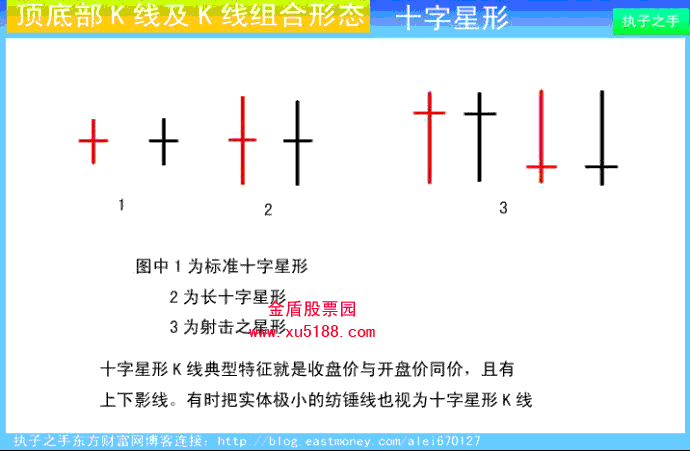 顶底部K线及K线组合形态 十字星形 执子之手
1 2 3
图中1为标准十字星形
2为长十字星形
金盾股票园
3为射击之星形
www.xu5188.com
十字星形K线典型特征就是收盘价与开盘价同价，且有
上下影线。有时把实体极小的纺锤线也视为十字星形K线
执子之手东方财富网博客连接：http://blog.eastmoney.com/alei670127